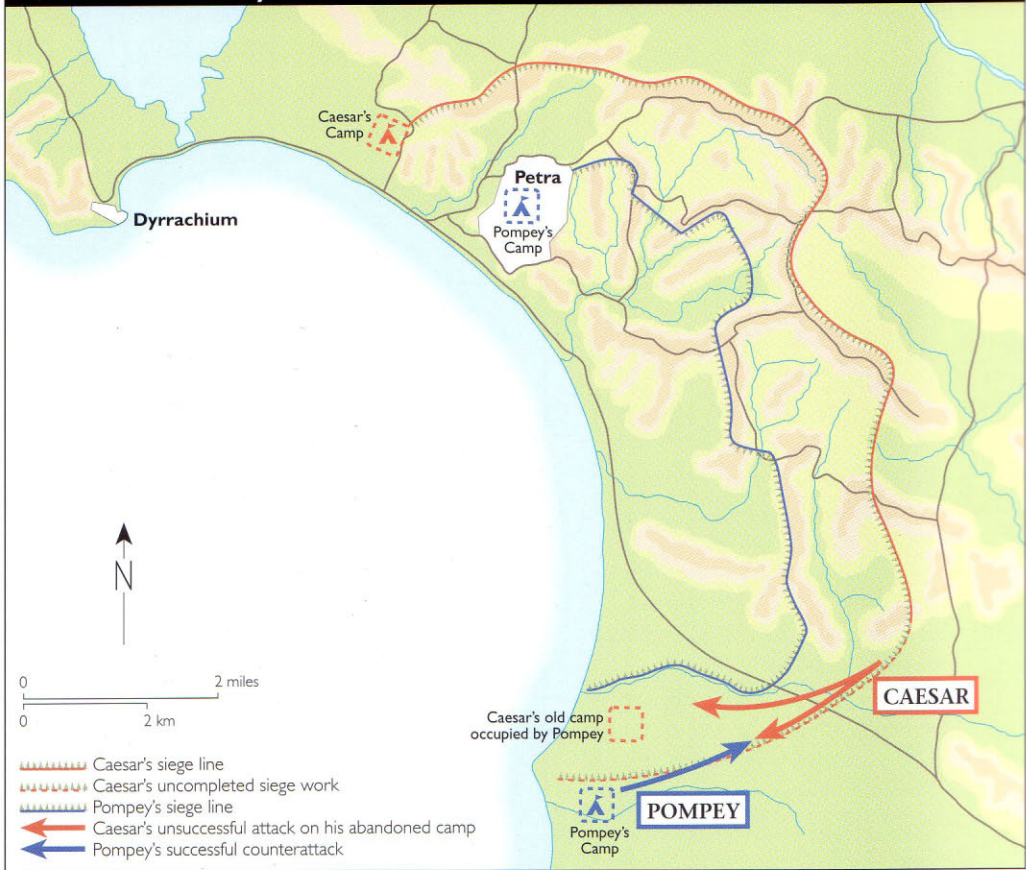 Caesar's
Camp
Petra
Pompey's
Camp
Dyrrachium
N
0 2 miles
0 2 km
Caesar's old camp
occupied by Pompey
CAESAR
POMPEY
Pompey's
Camp
Caesar's siege line
Caesar's uncompleted siege work
Pompey's siege line
Caesar's unsuccessful attack on his abandoned camp
Pompey's successful counterattack